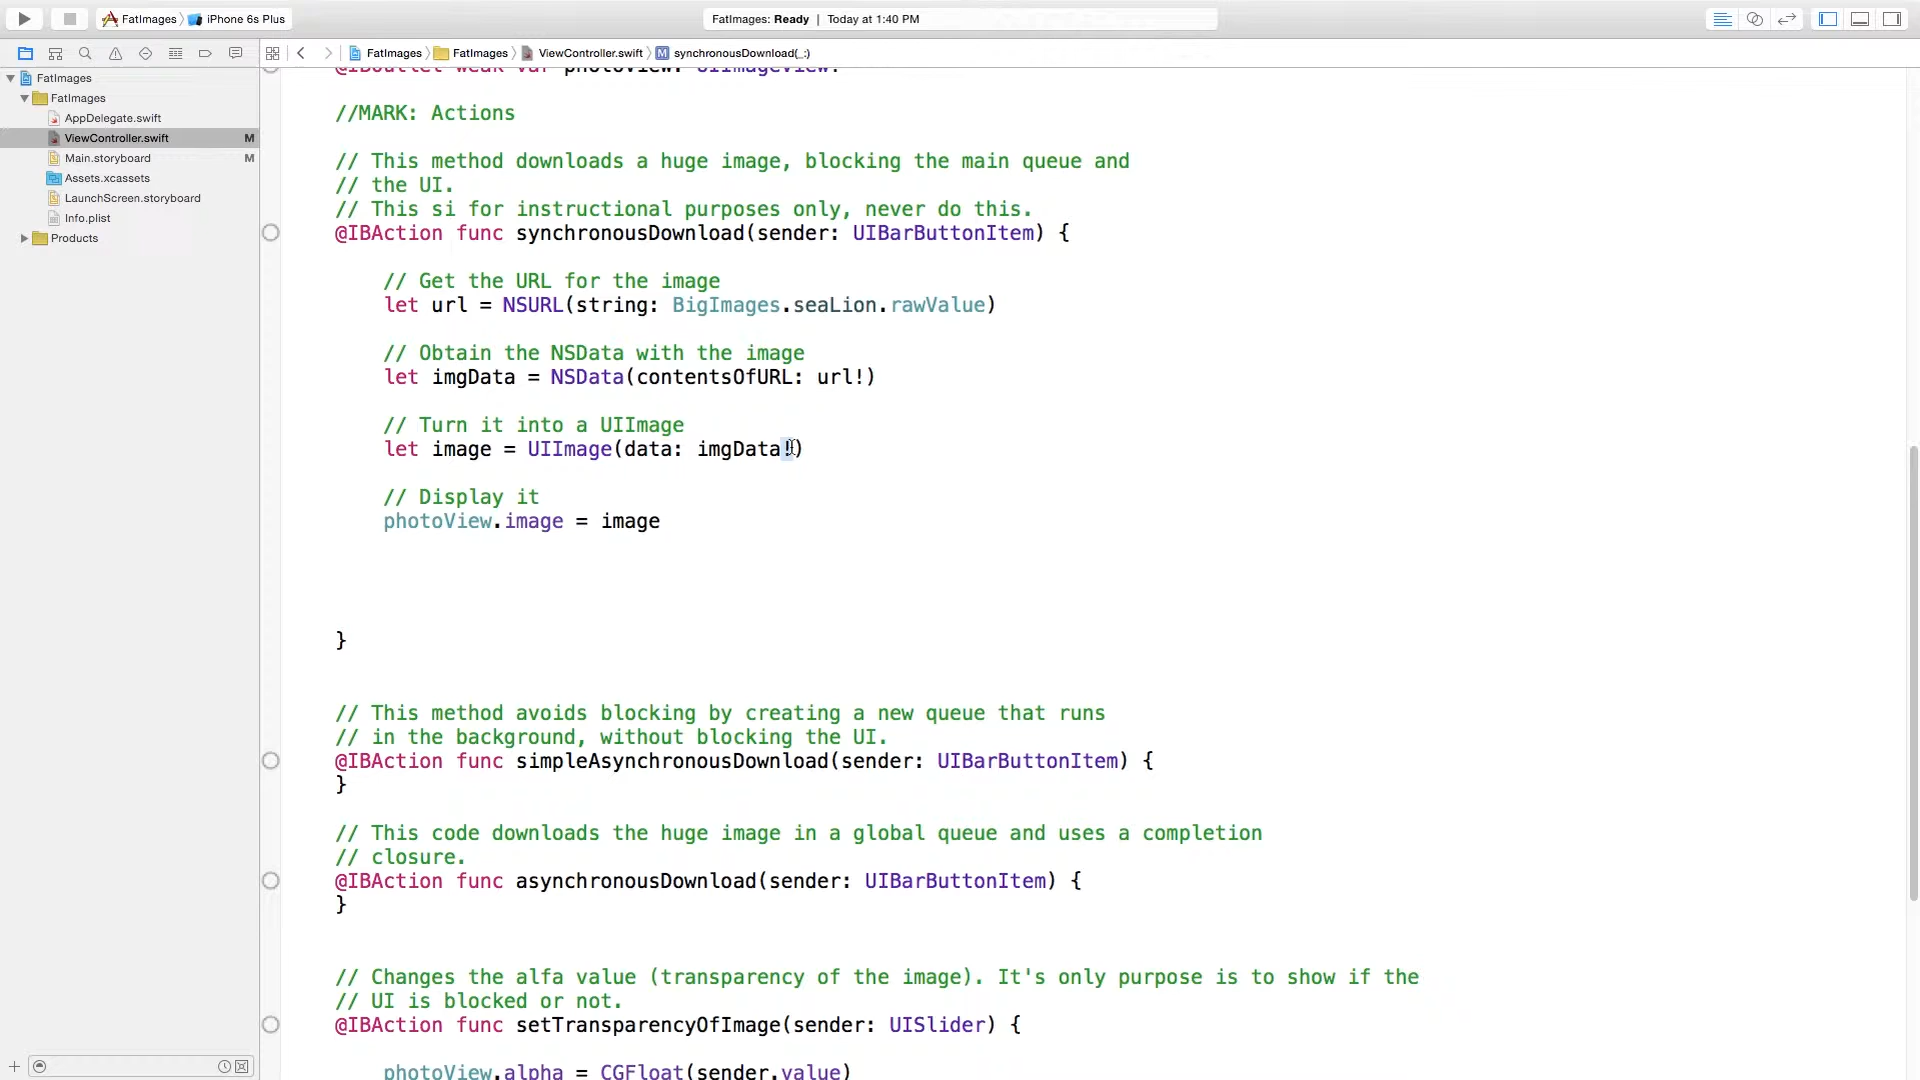 FatImages iPhone 6s Plus
FatImages: Ready | Today at 1:40 PM
FatImages FatImages ViewController.swift M synchronousDownload(_:)
FatImages
FatImages
AppDelegate.swift
ViewController.swift M
Main.storyboard M
Assets.xcassets
LaunchScreen.storyboard
Info.plist
Products
@IBOutlet weak var photoView: UIImageView!
//MARK: Actions
// This method downloads a huge image, blocking the main queue and
// the UI.
// This si for instructional purposes only, never do this.
@IBAction func synchronousDownload(sender: UIBarButtonItem) {
// Get the URL for the image
let url = NSURL(string: BigImages.seaLion.rawValue)
// Obtain the NSData with the image
let imgData = NSData(contentsOfURL: url!)
// Turn it into a UIImage
let image = UIImage(data: imgData!)
// Display it
photoView.image = image
}
// This method avoids blocking by creating a new queue that runs
// in the background, without blocking the UI.
@IBAction func simpleAsynchronousDownload(sender: UIBarButtonItem) {
}
// This code downloads the huge image in a global queue and uses a completion
// closure.
@IBAction func asynchronousDownload(sender: UIBarButtonItem) {
}
// Changes the alfa value (transparency of the image). It's only purpose is to show if the
// UI is blocked or not.
@IBAction func setTransparencyOfImage(sender: UISlider) {
photoView.alpha = CGFloat(sender.value)